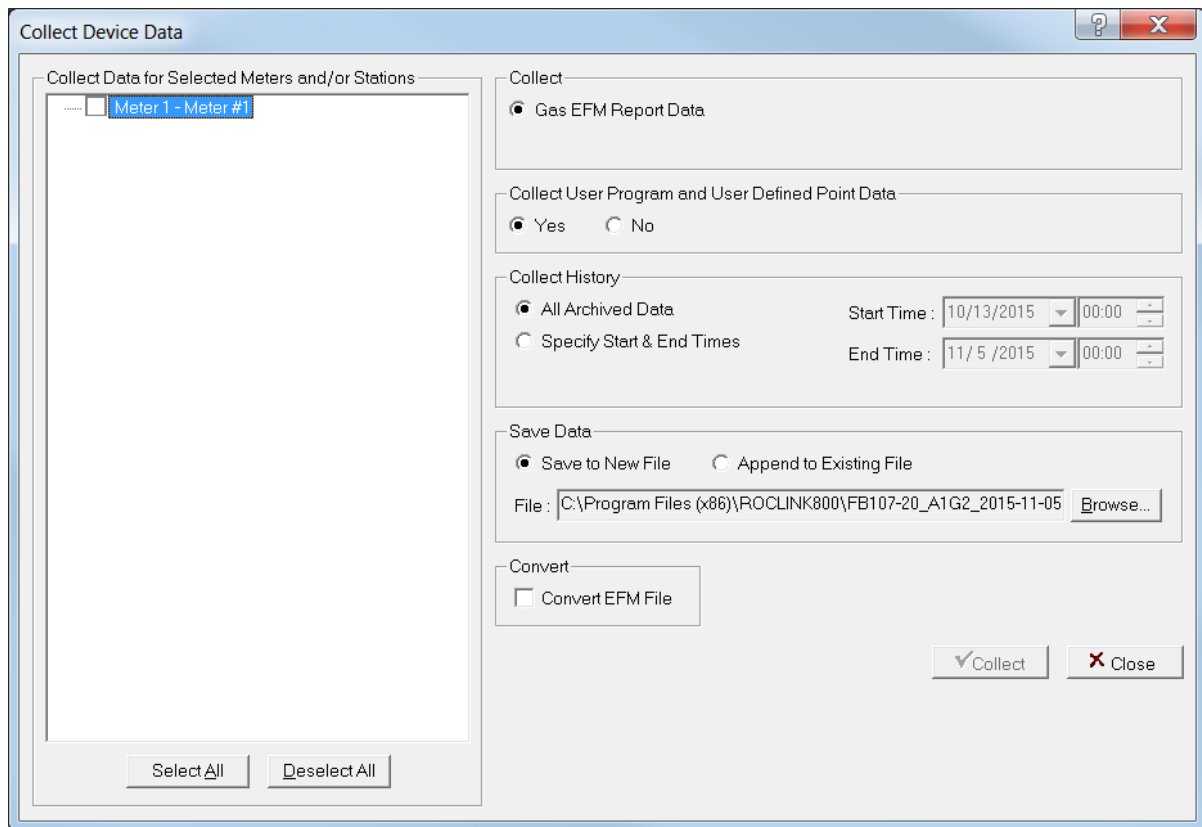 Collect Device Data
?
X
Collect Data for Selected Meters and/or Stations
Meter 1 - Meter #1
Select All
Deselect All
Collect
Gas EFM Report Data
Collect User Program and User Defined Point Data
Yes No
Collect History
All Archived Data
Start Time : 10/13/2015 00:00
Specify Start & End Times
End Time : 11/ 5 /2015 00:00
Save Data
Save to New File Append to Existing File
File : C:\Program Files (x86)\ROCLINK800\FB107-20_A1G2_2015-11-05 Browse...
Convert
Convert EFM File
Collect Close